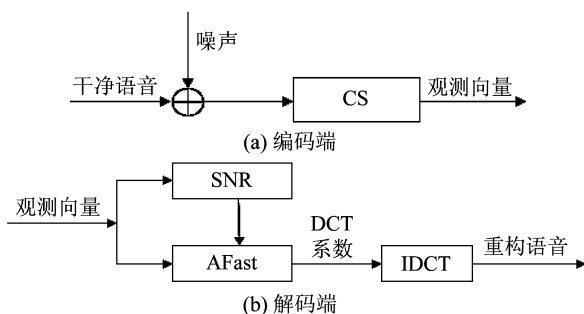 噪声
干净语音
CS
观测向量
(a) 编码端
SNR
观测向量
DCT
系数
AFast
IDCT
重构语音
(b) 解码端